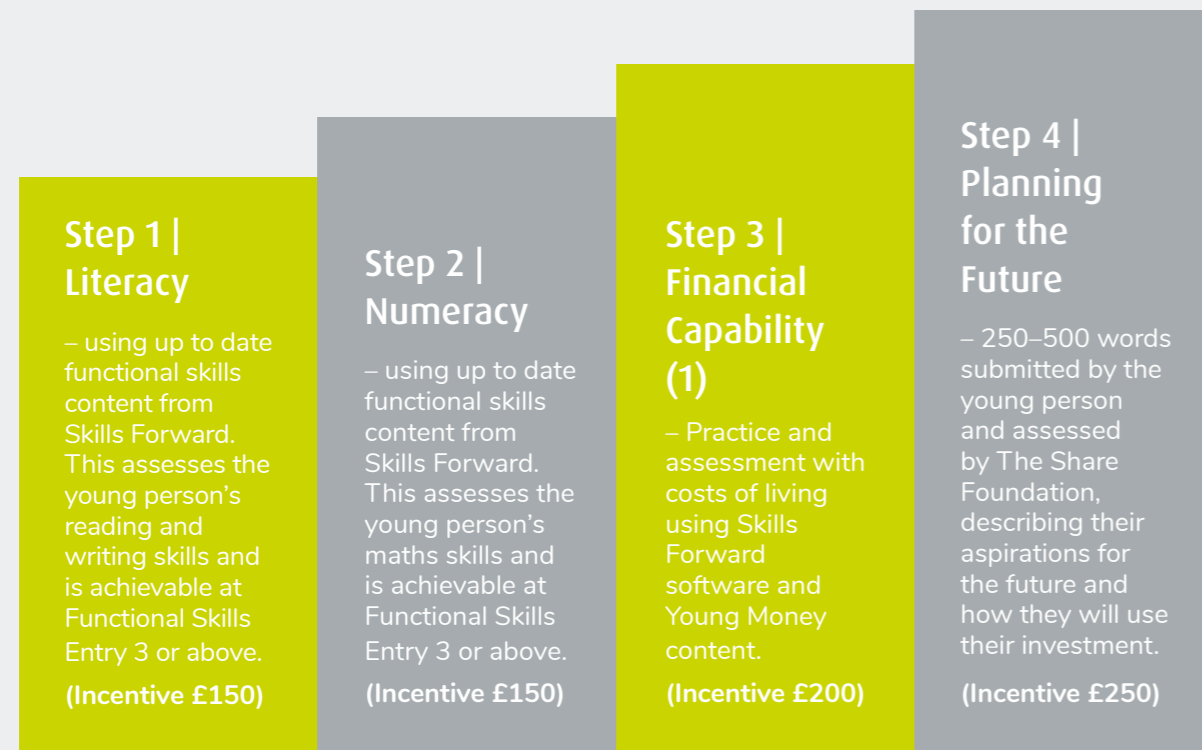 Step 1 |
Literacy
– using up to date
functional skills
content from
Skills Forward.
This assesses the
young person’s
reading and
writing skills and
is achievable at
Functional Skills
Entry 3 or above.
(Incentive £150)
Step 2 |
Numeracy
– using up to date
functional skills
content from
Skills Forward.
This assesses the
young person’s
maths skills and
is achievable at
Functional Skills
Entry 3 or above.
(Incentive £150)
Step 3 |
Financial
Capability
(1)
– Practice and
assessment with
costs of living
using Skills
Forward
software and
Young Money
content.
(Incentive £200)
Step 4 |
Planning
for the
Future
– 250–500 words
submitted by the
young person
and assessed
by The Share
Foundation,
describing their
aspirations for
the future and
how they will use
their investment.
(Incentive £250)